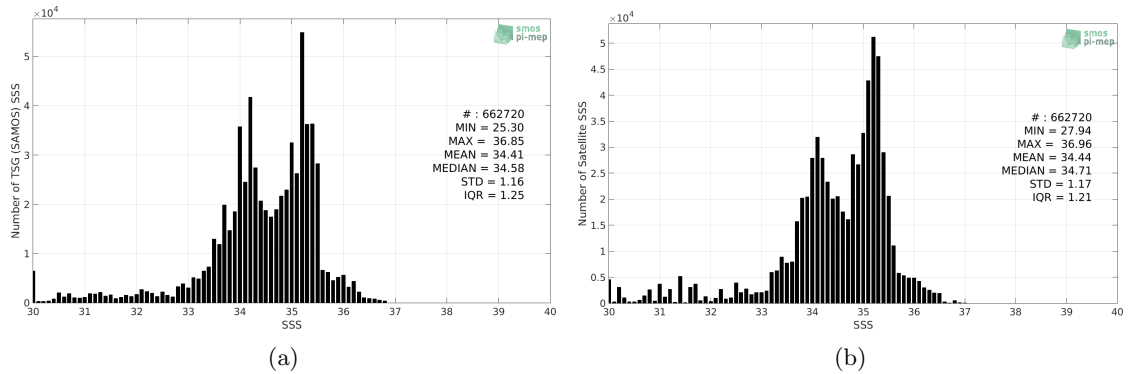 ×10⁴
5
4
3
2
1
0
Number of TSG (SAMOS) SSS
30 31 32 33 34 35 36 37 38 39 40
SSS
smos
pi-mep
# : 662720
MIN = 25.30
MAX = 36.85
MEAN = 34.41
MEDIAN = 34.58
STD = 1.16
IQR = 1.25
(a)
×10⁴
5
4.5
4
3.5
3
2.5
2
1.5
1
0.5
0
Number of Satellite SSS
30 31 32 33 34 35 36 37 38 39 40
SSS
smos
pi-mep
# : 662720
MIN = 27.94
MAX = 36.96
MEAN = 34.44
MEDIAN = 34.71
STD = 1.17
IQR = 1.21
(b)